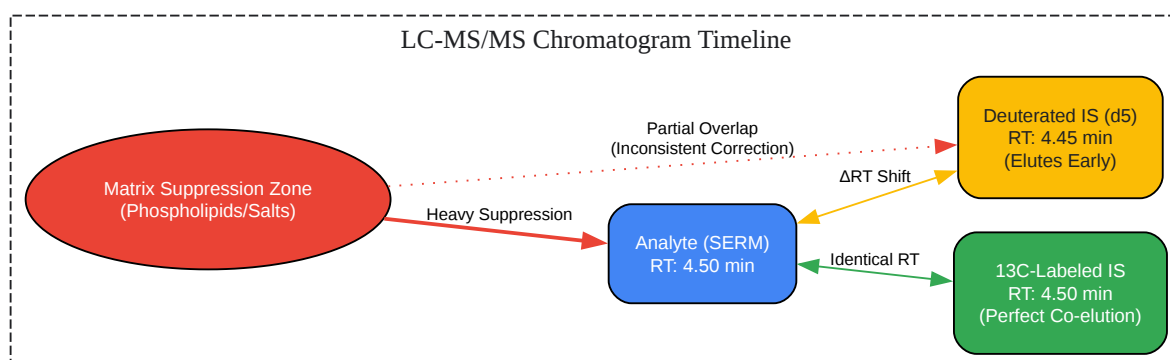 LC-MS/MS Chromatogram Timeline
Matrix Suppression Zone
(Phospholipids/Salts)
Partial Overlap
(Inconsistent Correction)
Heavy Suppression
Deuterated IS (d5)
RT: 4.45 min
(Elutes Early)
ΔRT Shift
Analyte (SERM)
RT: 4.50 min
Identical RT
13C-Labeled IS
RT: 4.50 min
(Perfect Co-elution)